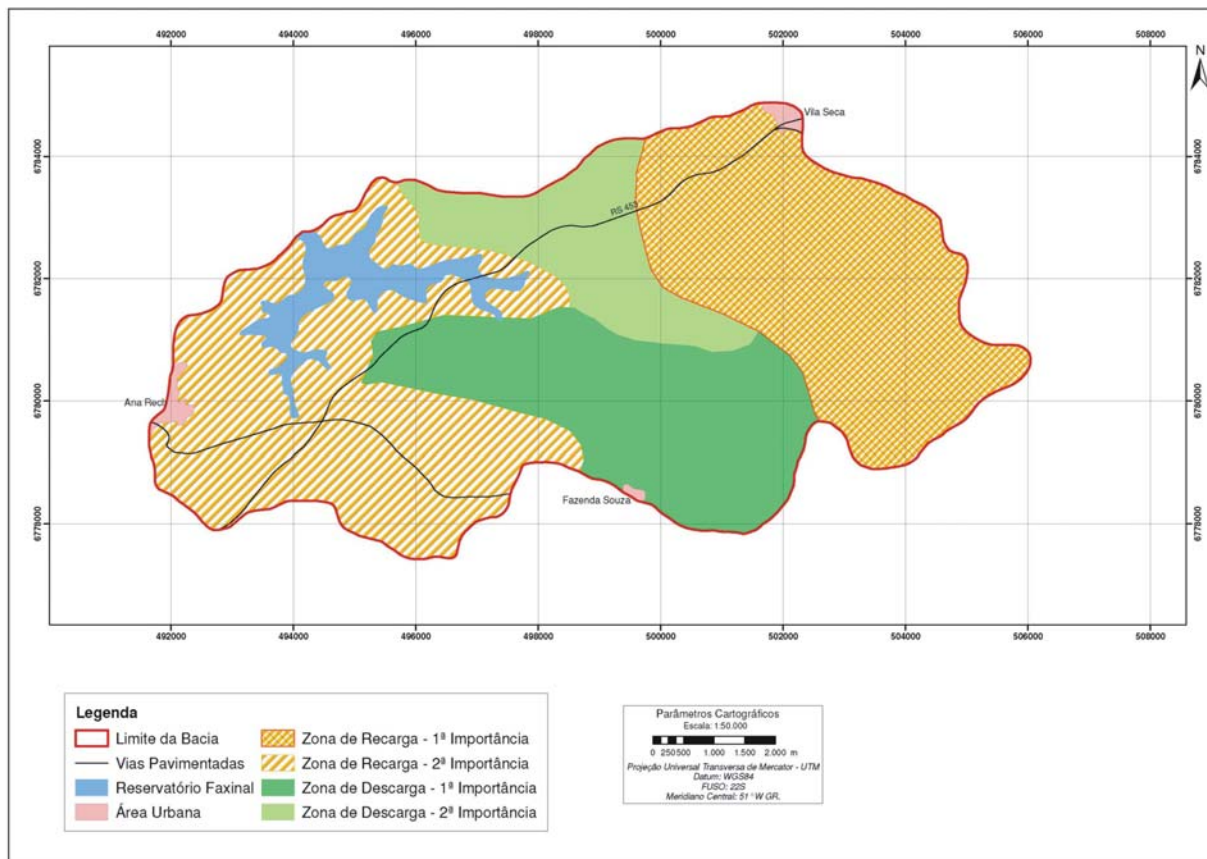 492000 494000 496000 498000 500000 502000 504000 506000 508000
N
Vila Seca
6784000 6784000
RS 453
6782000 6782000
Ana Rech
6780000 6780000
Fazenda Souza
6778000 6778000
492000 494000 496000 498000 500000 502000 504000 506000 508000
Legenda
Limite da Bacia
Vias Pavimentadas
Reservatório Faxinal
Área Urbana
Zona de Recarga - 1ª Importância
Zona de Recarga - 2ª Importância
Zona de Descarga - 1ª Importância
Zona de Descarga - 2ª Importância
Parâmetros Cartográficos
Escala: 1:50.000
0 250 500 1.000 1.500 2.000 m
Projeção Universal Transversa de Mercator - UTM
Datum: WGS84
FUSO: 22S
Meridiano Central: 51° W GR.